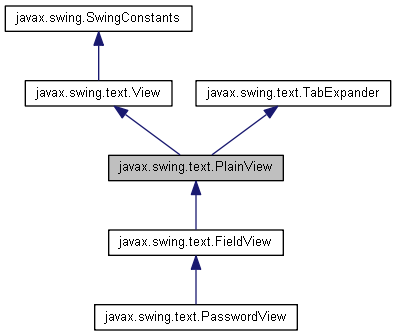 javax.swing.SwingConstants
javax.swing.text.View
javax.swing.text.TabExpander
javax.swing.text.PlainView
javax.swing.text.FieldView
javax.swing.text.PasswordView